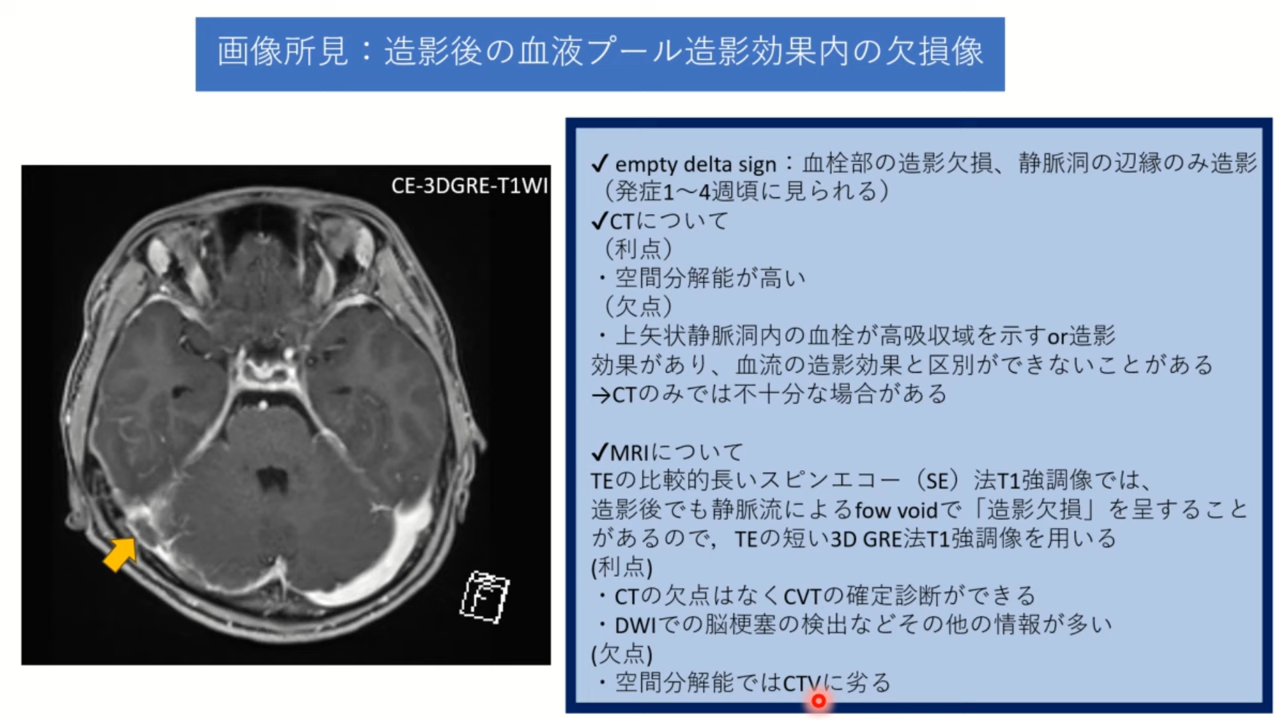 画像所見：造影後の血液プール造影効果内の欠損像
CE-3DGRE-T1WI
✓ empty delta sign：血栓部の造影欠損、静脈洞の辺縁のみ造影
（発症1～4週頃に見られる）
✓CTについて
（利点）
・空間分解能が高い
（欠点）
・上矢状静脈洞内の血栓が高吸収域を示すor造影
効果があり、血流の造影効果と区別ができないことがある
→CTのみでは不十分な場合がある
✓MRIについて
TEの比較的長いスピンエコー（SE）法T1強調像では、
造影後でも静脈流によるfow voidで「造影欠損」を呈すること
があるので，TEの短い3D GRE法T1強調像を用いる
(利点)
・CTの欠点はなくCVTの確定診断ができる
・DWIでの脳梗塞の検出などその他の情報が多い
(欠点)
・空間分解能ではCTVに劣る
F